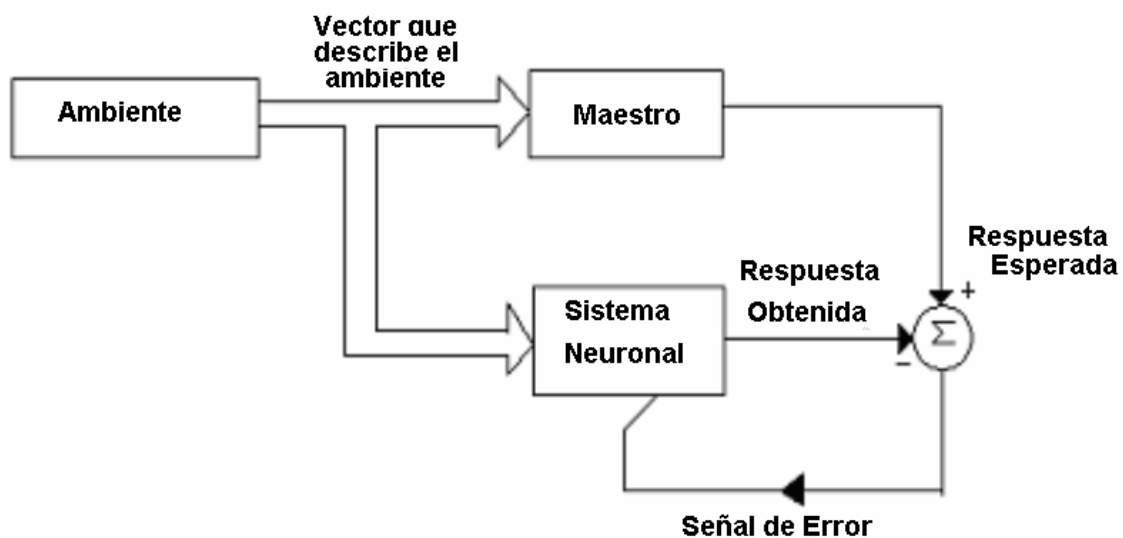 Vector que
describe el
ambiente
Ambiente
Maestro
Respuesta
Esperada
+
Respuesta
Obtenida
Σ
−
Sistema
Neuronal
Señal de Error